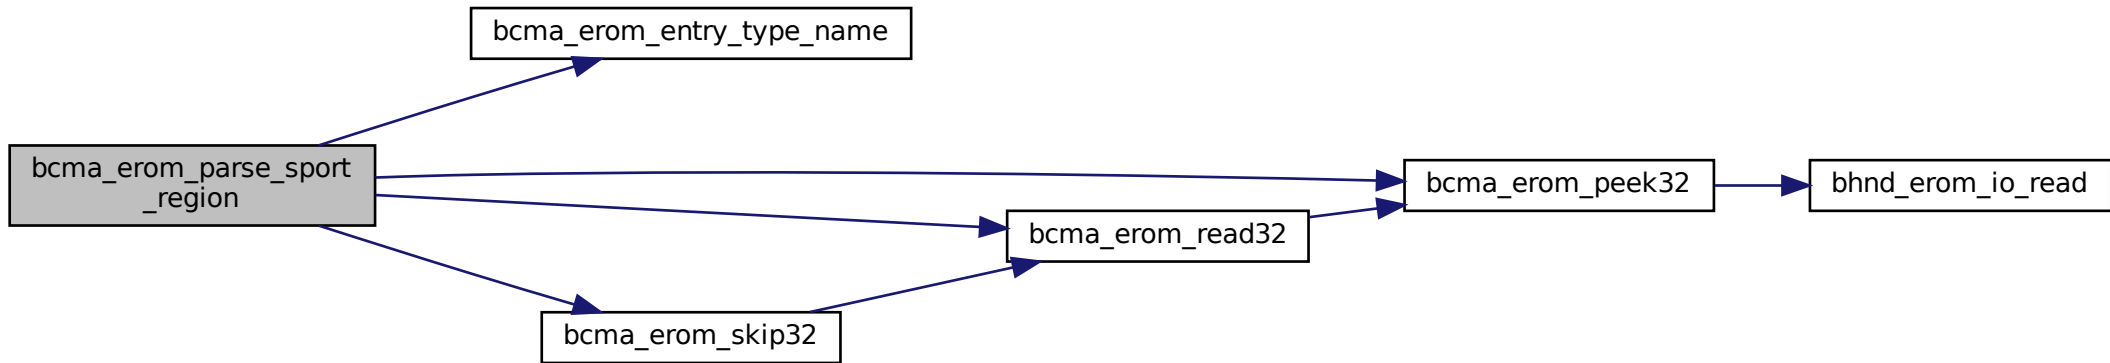 bcma_erom_entry_type_name
bcma_erom_parse_sport
_region
bcma_erom_peek32
bhnd_erom_io_read
bcma_erom_read32
bcma_erom_skip32